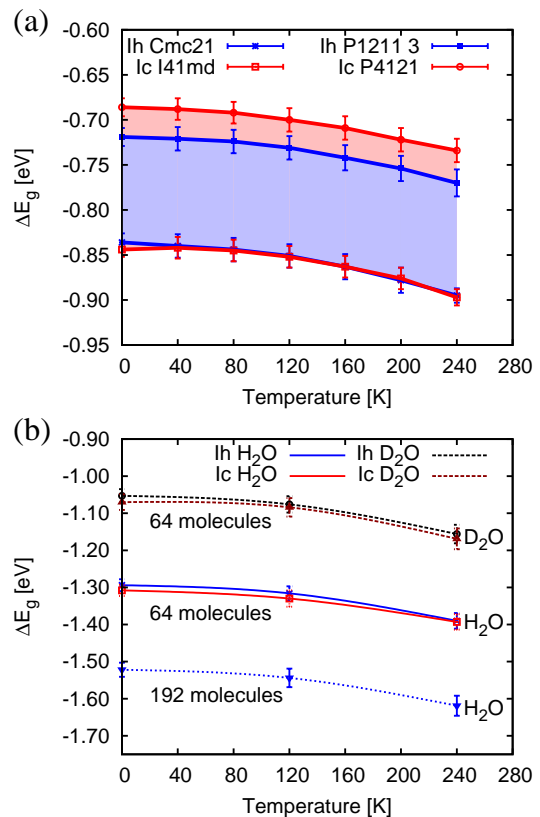 (a)
Ih Cmc21
Ih P1211 3
Ic I41md
Ic P4121
-0.60
-0.65
-0.70
-0.75
-0.80
-0.85
-0.90
-0.95
ΔE_g [eV]
0 40 80 120 160 200 240 280
Temperature [K]
(b)
Ih H₂O
Ih D₂O
Ic H₂O
Ic D₂O
-0.90
-1.00
-1.10
-1.20
-1.30
-1.40
-1.50
-1.60
-1.70
ΔE_g [eV]
64 molecules
D₂O
64 molecules
H₂O
192 molecules
H₂O
0 40 80 120 160 200 240 280
Temperature [K]